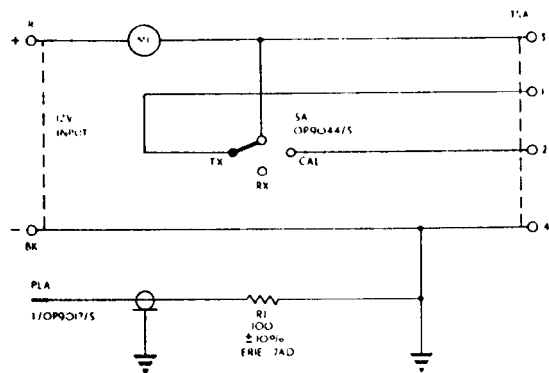 R
+
M1
5
12V
INPUT
1
SA
OP9044/S
TX
RX
CAL
2
-
BK
4
PLA
1/OP9017/S
R1
100
±10%
ERIE 7AD